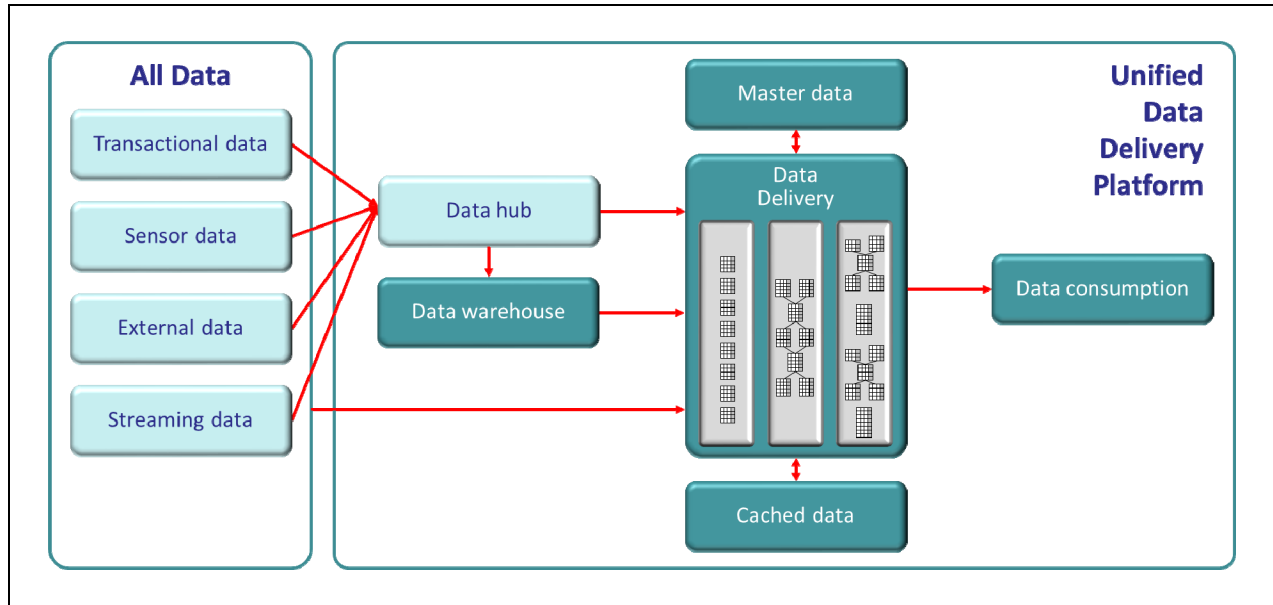 All Data
Transactional data
Sensor data
External data
Streaming data
Data hub
Data warehouse
Master data
Data
Delivery
Cached data
Data consumption
Unified
Data
Delivery
Platform